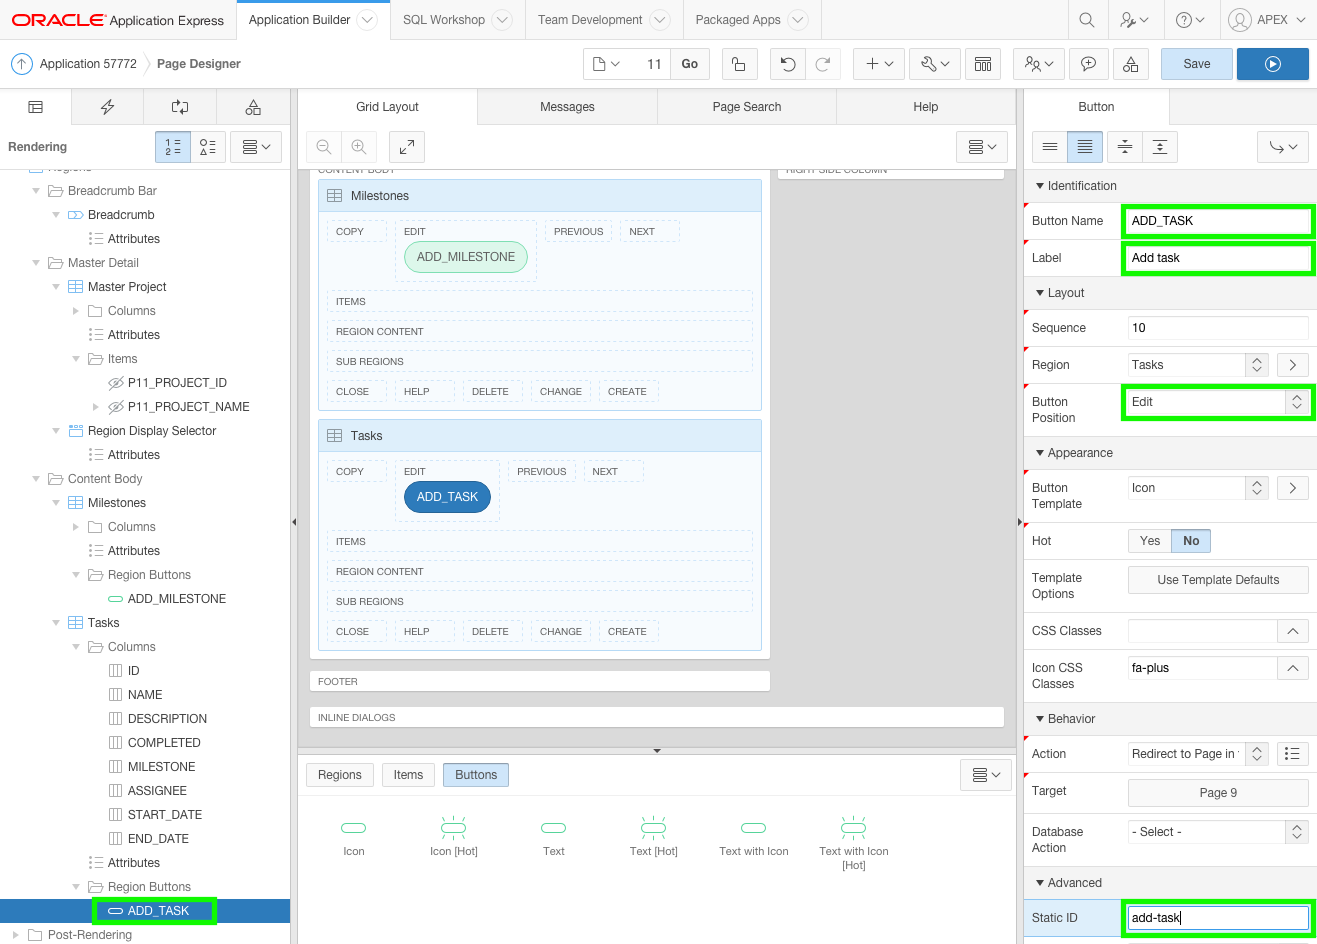 ORACLE Application Express
Application Builder
SQL Workshop
Team Development
Packaged Apps
APEX
Application 57772
Page Designer
11
Go
Save
Grid Layout
Messages
Page Search
Help
Button
Rendering
Regions
Breadcrumb Bar
Breadcrumb
Attributes
Master Detail
Master Project
Columns
Attributes
Items
P11_PROJECT_ID
P11_PROJECT_NAME
Region Display Selector
Attributes
Content Body
Milestones
Columns
Attributes
Region Buttons
ADD_MILESTONE
Tasks
Columns
ID
NAME
DESCRIPTION
COMPLETED
MILESTONE
ASSIGNEE
START_DATE
END_DATE
Attributes
Region Buttons
ADD_TASK
Post-Rendering
CONTENT BODY
RIGHT SIDE COLUMN
Milestones
COPY
EDIT
PREVIOUS
NEXT
ADD_MILESTONE
ITEMS
REGION CONTENT
SUB REGIONS
CLOSE
HELP
DELETE
CHANGE
CREATE
Tasks
COPY
EDIT
PREVIOUS
NEXT
ADD_TASK
ITEMS
REGION CONTENT
SUB REGIONS
CLOSE
HELP
DELETE
CHANGE
CREATE
FOOTER
INLINE DIALOGS
Regions
Items
Buttons
Icon
Icon [Hot]
Text
Text [Hot]
Text with Icon
Text with Icon
[Hot]
Identification
Button Name
ADD_TASK
Label
Add task
Layout
Sequence
10
Region
Tasks
Button
Position
Edit
Appearance
Button
Template
Icon
Hot
Yes
No
Template
Options
Use Template Defaults
CSS Classes
Icon CSS
Classes
fa-plus
Behavior
Action
Redirect to Page in
Target
Page 9
Database
Action
- Select -
Advanced
Static ID
add-task